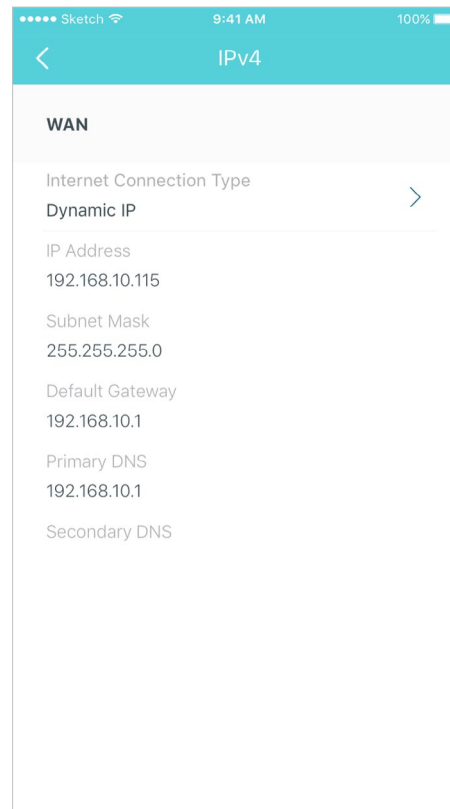 Sketch 9:41 AM 100%
IPv4
WAN
Internet Connection Type
Dynamic IP
IP Address
192.168.10.115
Subnet Mask
255.255.255.0
Default Gateway
192.168.10.1
Primary DNS
192.168.10.1
Secondary DNS